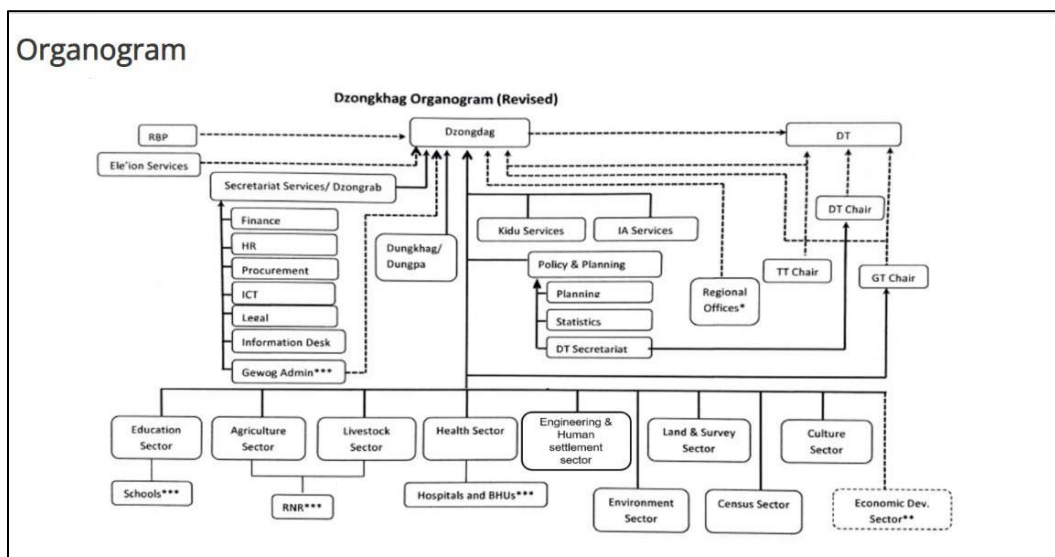 Organogram
Dzongkhag Organogram (Revised)
Dzongdag
DT
RBP
Ele'ion Services
Secretariat Services/ Dzongrab
Finance
HR
Procurement
ICT
Legal
Information Desk
Gewog Admin***
Dungkhag/
Dungpa
Kidu Services
IA Services
Policy & Planning
Planning
Statistics
DT Secretariat
Regional
Offices*
DT Chair
TT Chair
GT Chair
Education
Sector
Agriculture
Sector
Livestock
Sector
Health Sector
Engineering &
Human
settlement
sector
Land & Survey
Sector
Culture
Sector
Schools***
RNR***
Hospitals and BHUs***
Environment
Sector
Census Sector
Economic Dev.
Sector**